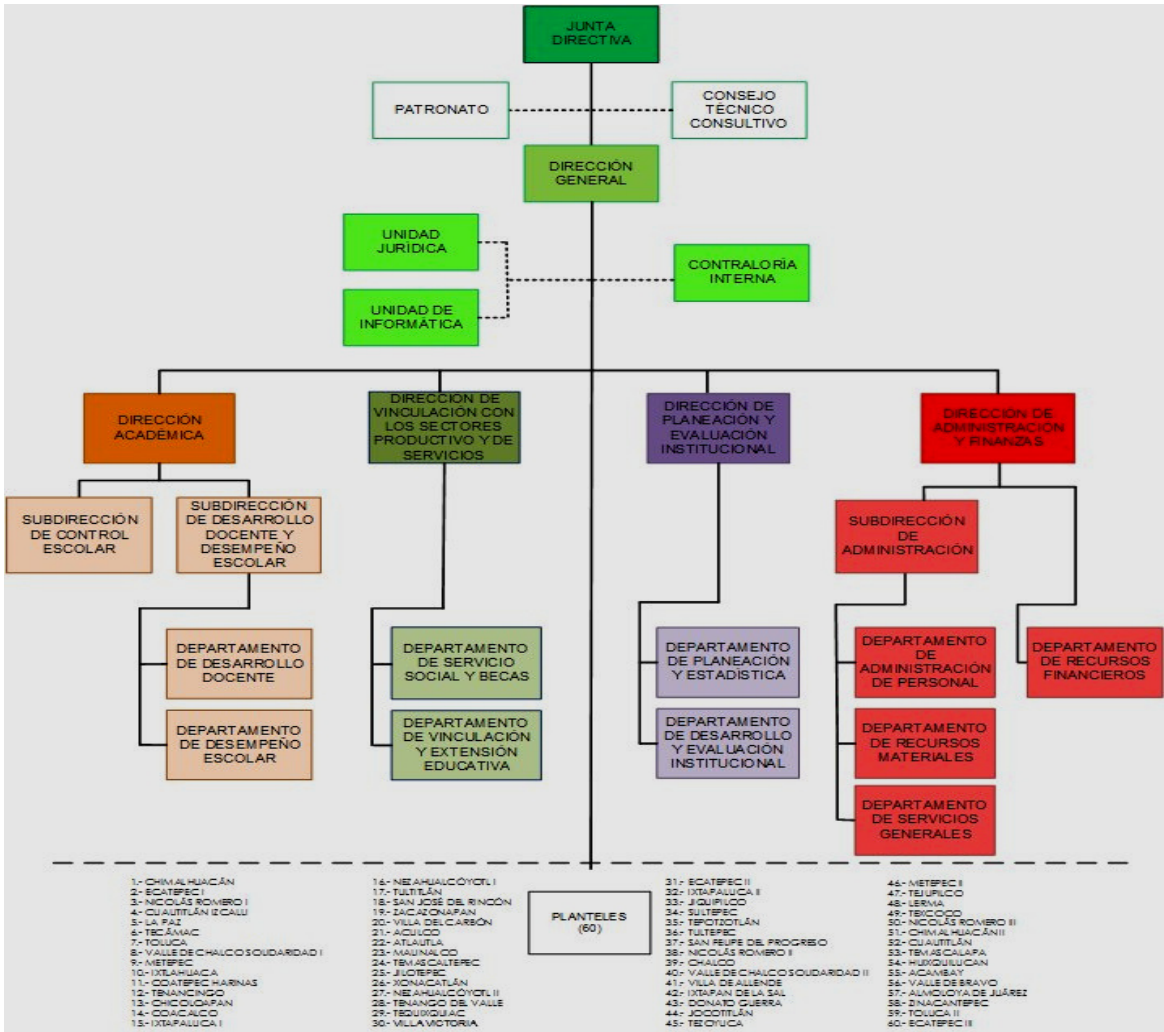 JUNTA
DIRECTIVA
PATRONATO
CONSEJO
TÉCNICO
CONSULTIVO
DIRECCIÓN
GENERAL
UNIDAD
JURÍDICA
CONTRALORÍA
INTERNA
UNIDAD DE
INFORMÁTICA
DIRECCIÓN
ACADÉMICA
DIRECCIÓN DE
VINCULACIÓN CON
LOS SECTORES
PRODUCTIVO Y DE
SERVICIOS
DIRECCIÓN DE
PLANEACIÓN Y
EVALUACIÓN
INSTITUCIONAL
DIRECCIÓN DE
ADMINISTRACIÓN
Y FINANZAS
SUBDIRECCIÓN
DE CONTROL
ESCOLAR
SUBDIRECCIÓN
DE DESARROLLO
DOCENTE Y
DESEMPEÑO
ESCOLAR
SUBDIRECCIÓN
DE
ADMINISTRACIÓN
DEPARTAMENTO
DE DESARROLLO
DOCENTE
DEPARTAMENTO
DE SERVICIO
SOCIAL Y BECAS
DEPARTAMENTO
DE PLANEACIÓN
Y ESTADÍSTICA
DEPARTAMENTO
DE
ADMINISTRACIÓN
DE PERSONAL
DEPARTAMENTO
DE RECURSOS
FINANCIEROS
DEPARTAMENTO
DE DESEMPEÑO
ESCOLAR
DEPARTAMENTO
DE VINCULACIÓN
Y EXTENSIÓN
EDUCATIVA
DEPARTAMENTO
DE DESARROLLO
Y EVALUACIÓN
INSTITUCIONAL
DEPARTAMENTO
DE RECURSOS
MATERIALES
DEPARTAMENTO
DE SERVICIOS
GENERALES
1.- CHIMALHUACÁN
2.- ECATEPEC I
3.- NICOLÁS ROMERO I
4.- CUAUTITLÁN IZCALLI
5.- LA PAZ
6.- TECÁMAC
7.- TOLUCA
8.- VALLE DE CHALCO SOLIDARIDAD I
9.- METEPEC
10.- IXTLAHUACA
11.- COATEPEC HARINAS
12.- TENANCINGO
13.- CHICOLOAPAN
14.- COACALCO
15.- IXTAPALUCA I
16.- NEZAHUALCÓYOTL I
17.- TULTITLÁN
18.- SAN JOSÉ DEL RINCÓN
19.- ZACAZONAPAN
20.- VILLA DEL CARBÓN
21.- ACULCO
22.- ATLAUTLA
23.- MALINALCO
24.- TEMASCALTEPEC
25.- JILOTEPEC
26.- XONACATLÁN
27.- NEZAHUALCÓYOTL II
28.- TENANGO DEL VALLE
29.- TEQUIXQUIAC
30.- VILLA VICTORIA
PLANTELES
(60)
31.- ECATEPEC II
32.- IXTAPALUCA II
33.- JIQUIPILCO
34.- SULTEPEC
35.- TEPOTZOTLÁN
36.- TULTEPEC
37.- SAN FELIPE DEL PROGRESO
38.- NICOLÁS ROMERO II
39.- CHALCO
40.- VALLE DE CHALCO SOLIDARIDAD II
41.- VILLA DE ALLENDE
42.- IXTAPAN DE LA SAL
43.- DONATO GUERRA
44.- JOCOTITLÁN
45.- TEZOYUCA
46.- METEPEC II
47.- TEJUPILCO
48.- LERMA
49.- TEXCOCO
50.- NICOLÁS ROMERO III
51.- CHIMALHUACÁN II
52.- CUAUTITLÁN
53.- TEMASCALAPA
54.- HUIXQUILUCAN
55.- ACAMBAY
56.- VALLE DE BRAVO
57.- ALMOLOYA DE JUÁREZ
58.- ZINACANTEPEC
59.- TOLUCA II
60.- ECATEPEC III